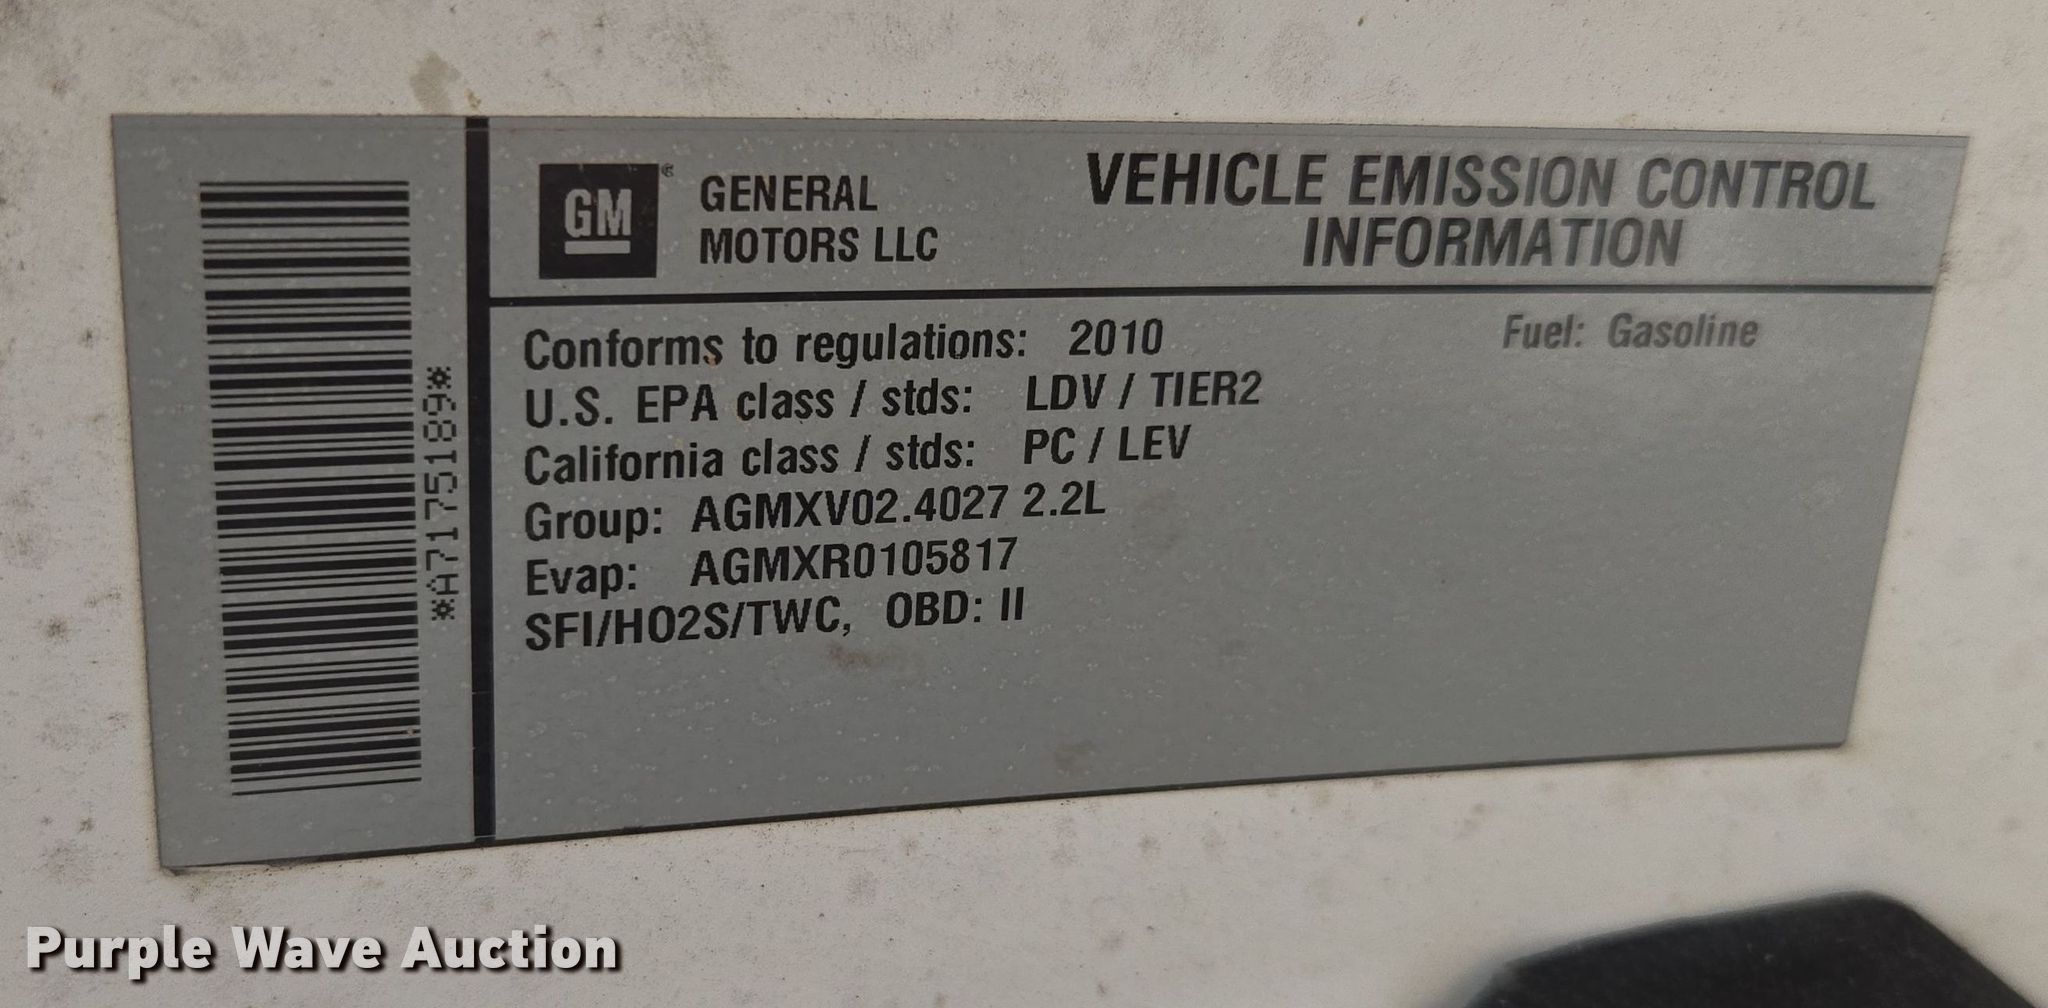 *A7175189*
GM
GENERAL
MOTORS LLC
VEHICLE EMISSION CONTROL
INFORMATION
Conforms to regulations: 2010
Fuel: Gasoline
U.S. EPA class / stds: LDV / TIER2
California class / stds: PC / LEV
Group: AGMXV02.4027 2.2L
Evap: AGMXR0105817
SFI/HO2S/TWC, OBD: II
Purple Wave Auction